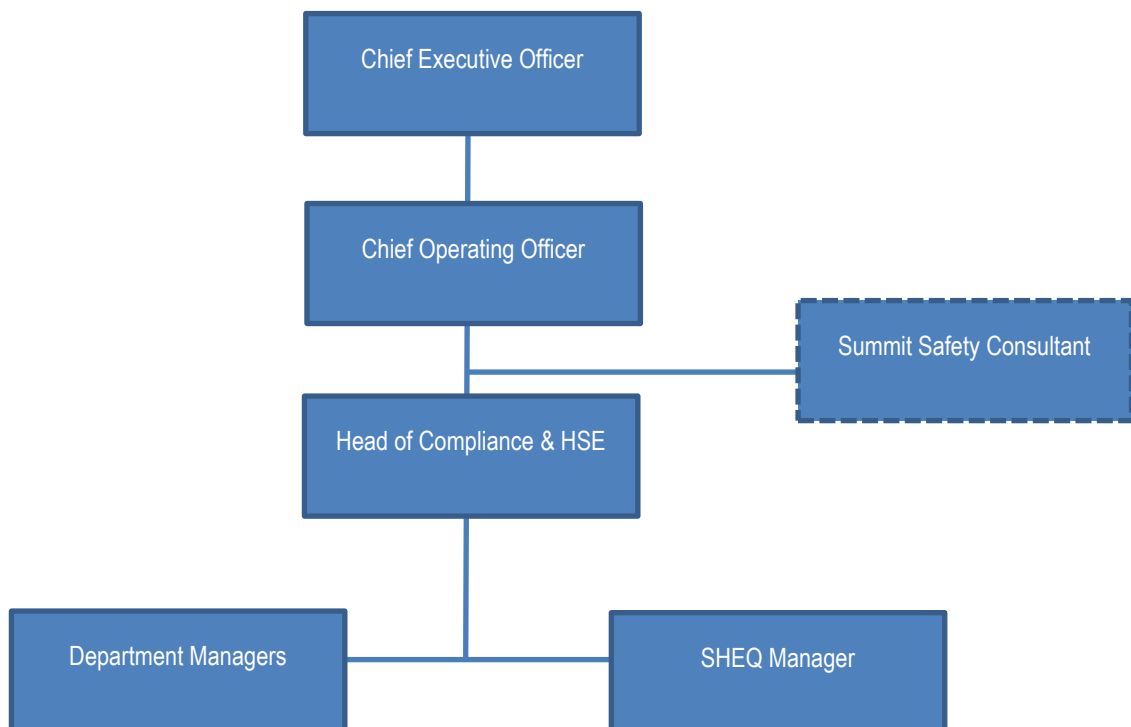 Chief Executive Officer
Chief Operating Officer
Summit Safety Consultant
Head of Compliance & HSE
Department Managers
SHEQ Manager